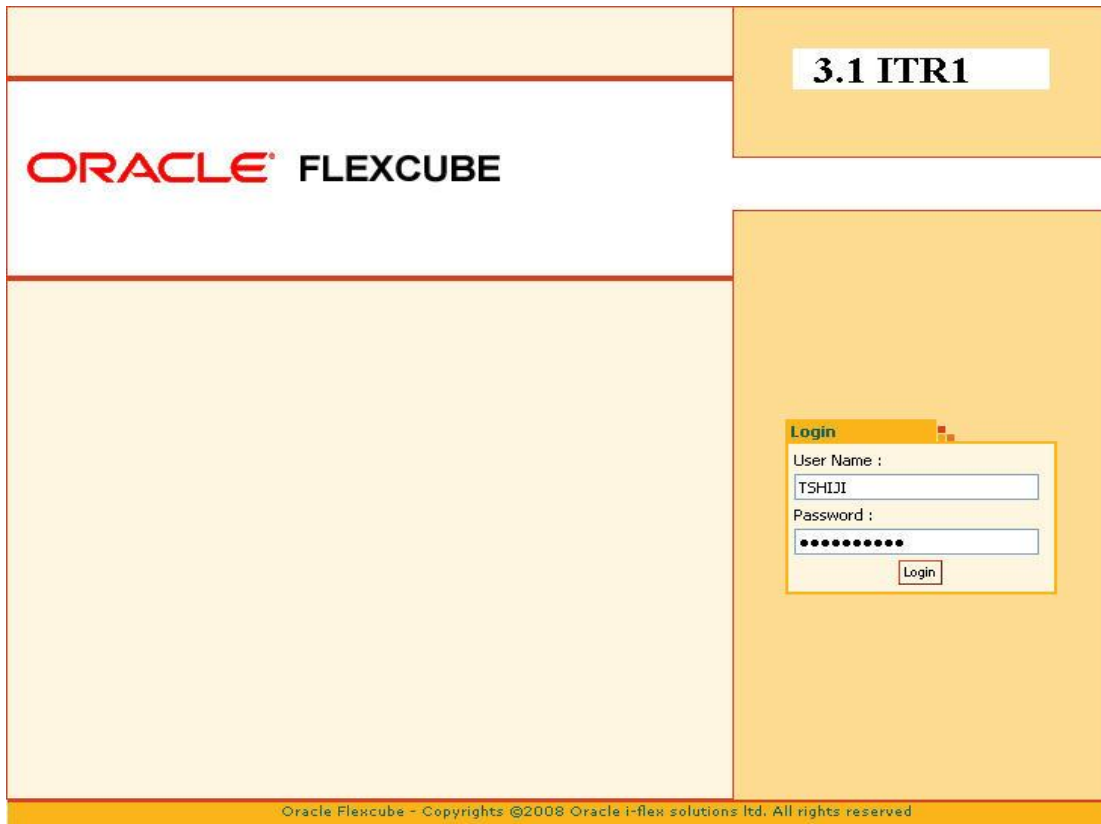 3.1 ITR1
ORACLE® FLEXCUBE
Login
User Name :
TSHIJI
Password :
••••••••••
Login
Oracle Flexcube - Copyrights ©2008 Oracle i-flex solutions ltd. All rights reserved